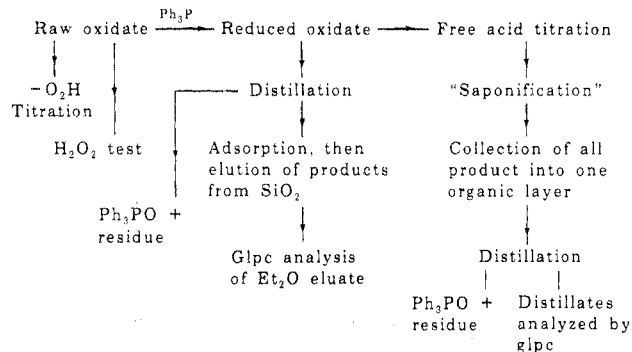 Ph₃P
Raw oxidate
Reduced oxidate
Free acid titration
–O₂H
Titration
H₂O₂ test
Distillation
"Saponification"
Adsorption, then
elution of products
from SiO₂
Collection of all
product into one
organic layer
Ph₃PO +
residue
Glpc analysis
of Et₂O eluate
Distillation
Ph₃PO +
residue
Distillates
analyzed by
glpc